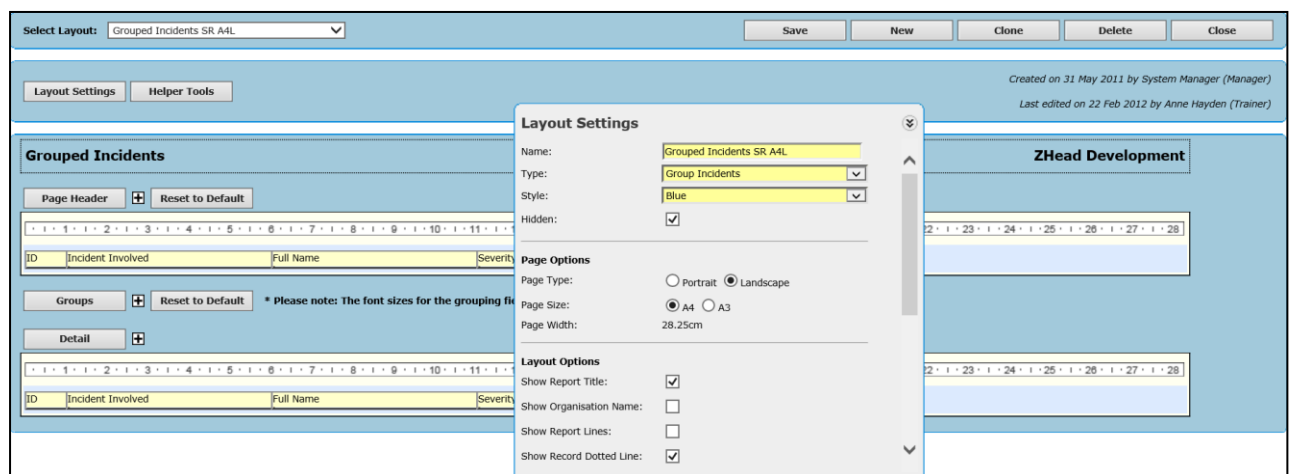 Select Layout: Grouped Incidents SR A4L Save New Clone Delete Close
Layout Settings Helper Tools
Created on 31 May 2011 by System Manager (Manager)
Last edited on 22 Feb 2012 by Anne Hayden (Trainer)
Grouped Incidents
ZHead Development
Page Header Reset to Default
1 2 3 4 5 6 7 8 9 10 11
22 23 24 25 26 27 28
ID Incident Involved Full Name Severity
Groups Reset to Default * Please note: The font sizes for the grouping
Detail
1 2 3 4 5 6 7 8 9 10 11
22 23 24 25 26 27 28
ID Incident Involved Full Name Severity
Layout Settings
Name: Grouped Incidents SR A4L
Type: Group Incidents
Style: Blue
Hidden:
Page Options
Page Type: Portrait Landscape
Page Size: A4 A3
Page Width: 28.25cm
Layout Options
Show Report Title:
Show Organisation Name:
Show Report Lines:
Show Record Dotted Line: